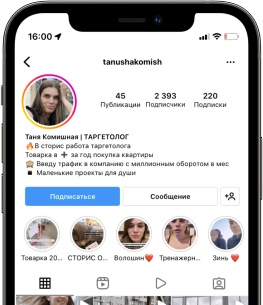 16:00
tanushakomish
45 2 393 220
Публикации Подписчики Подписки
Таня Комишная | ТАРГЕТОЛОГ
🔥В сторис работа таргетолога
Товарка в ➕ за год покупка квартиры
🙈 Введу трафик в компанию с миллионным оборотом в мес
◾ Маленькие проекты для души
Подписаться Сообщение
Товарка 20... СТОРИС О... Волошин❤️ Тренажерн... Зинь ❤️